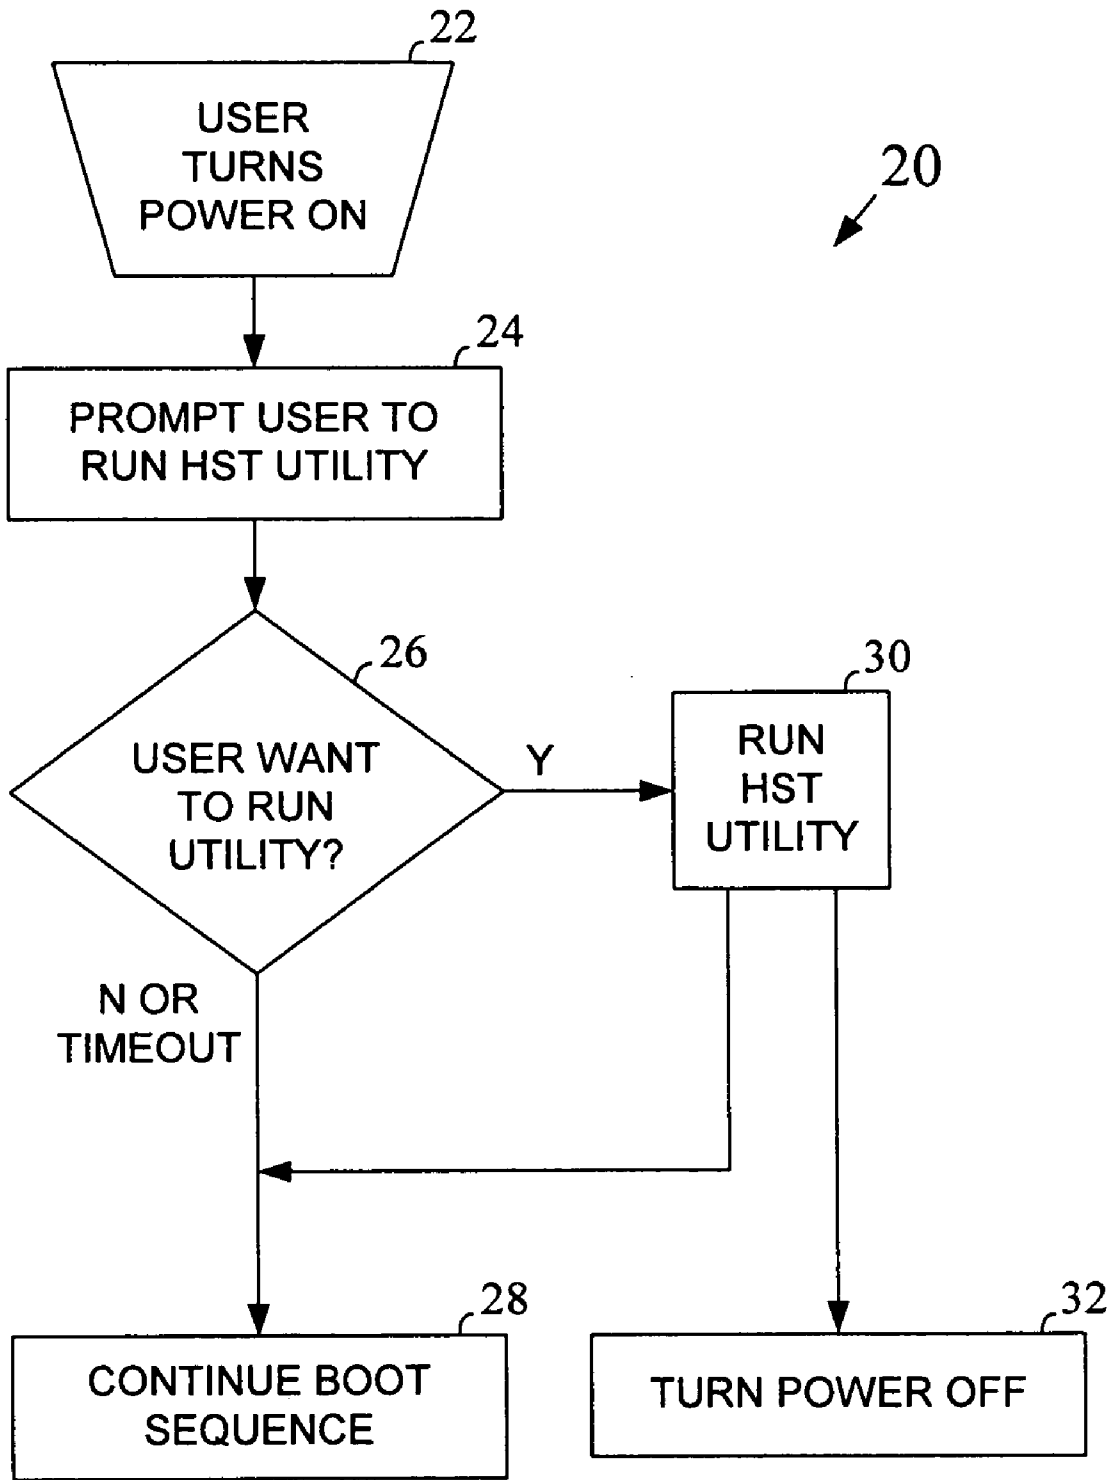 22
USER
TURNS
POWER ON
20
24
PROMPT USER TO
RUN HST UTILITY
26
USER WANT
TO RUN
UTILITY?
Y
30
RUN
HST
UTILITY
N OR
TIMEOUT
28
CONTINUE BOOT
SEQUENCE
32
TURN POWER OFF